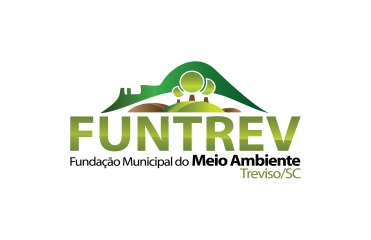 FUNTREV
Fundação Municipal do Meio Ambiente
Treviso/SC